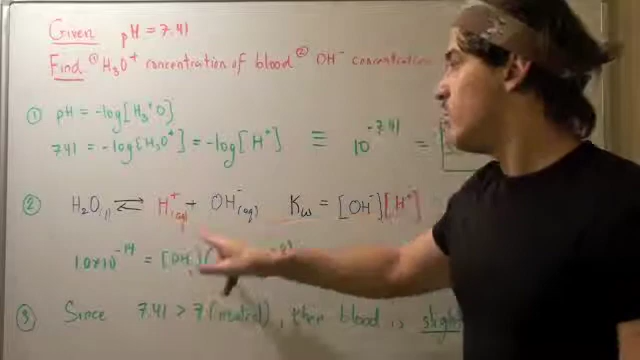 Given pH = 7.41
Find ① H₃O⁺ concentration of blood ② OH⁻ concentration
① pH = -log[H₃⁺O]
7.41 = -log[H₃O⁺] = -log[H⁺] ≡ 10^-7.41 = [
② H₂O(l) ⇌ H⁺(aq) + OH⁻(aq) Kw = [OH⁻][H⁺]
1.0x10^-14 = [OH⁻]
③ Since 7.41 > 7 (neutral), then blood is